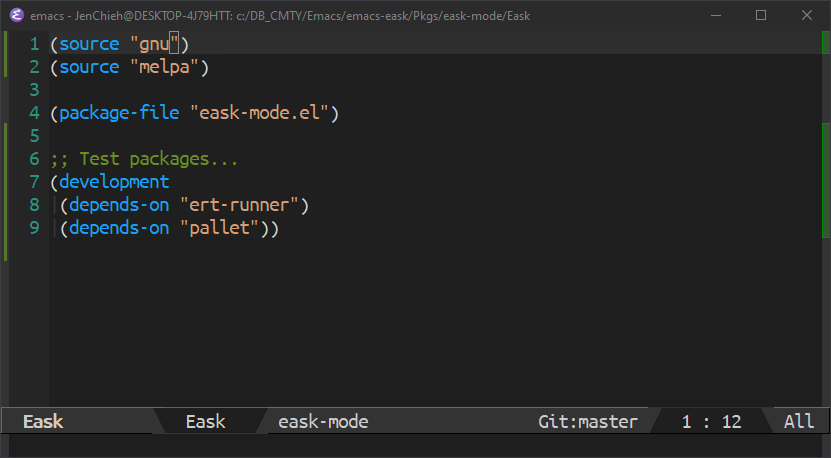 emacs - JenChieh@DESKTOP-4J79HTT: c:/DB_CMTY/Emacs/emacs-eask/Pkgs/eask-mode/Eask
1 (source "gnu")
2 (source "melpa")
3
4 (package-file "eask-mode.el")
5
6 ;; Test packages...
7 (development
8 (depends-on "ert-runner")
9 (depends-on "pallet"))
Eask Eask eask-mode Git:master 1 : 12 All